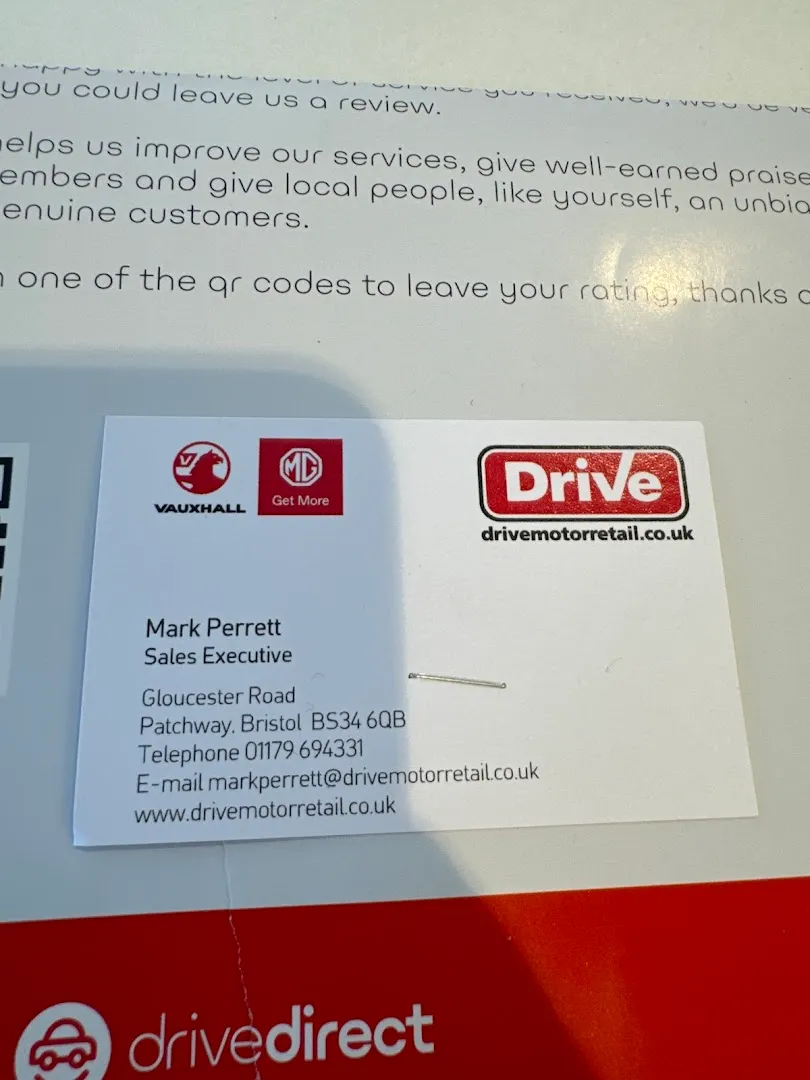 you could leave us a review.
elps us improve our services, give well-earned praise
embers and give local people, like yourself, an unbia
enuine customers.
one of the qr codes to leave your rating, thanks
VAUXHALL
MG
Get More
Drive
drivemotorretail.co.uk
Mark Perrett
Sales Executive
Gloucester Road
Patchway, Bristol BS34 6QB
Telephone 01179 694331
E-mail markperrett@drivemotorretail.co.uk
www.drivemotorretail.co.uk
drivedirect